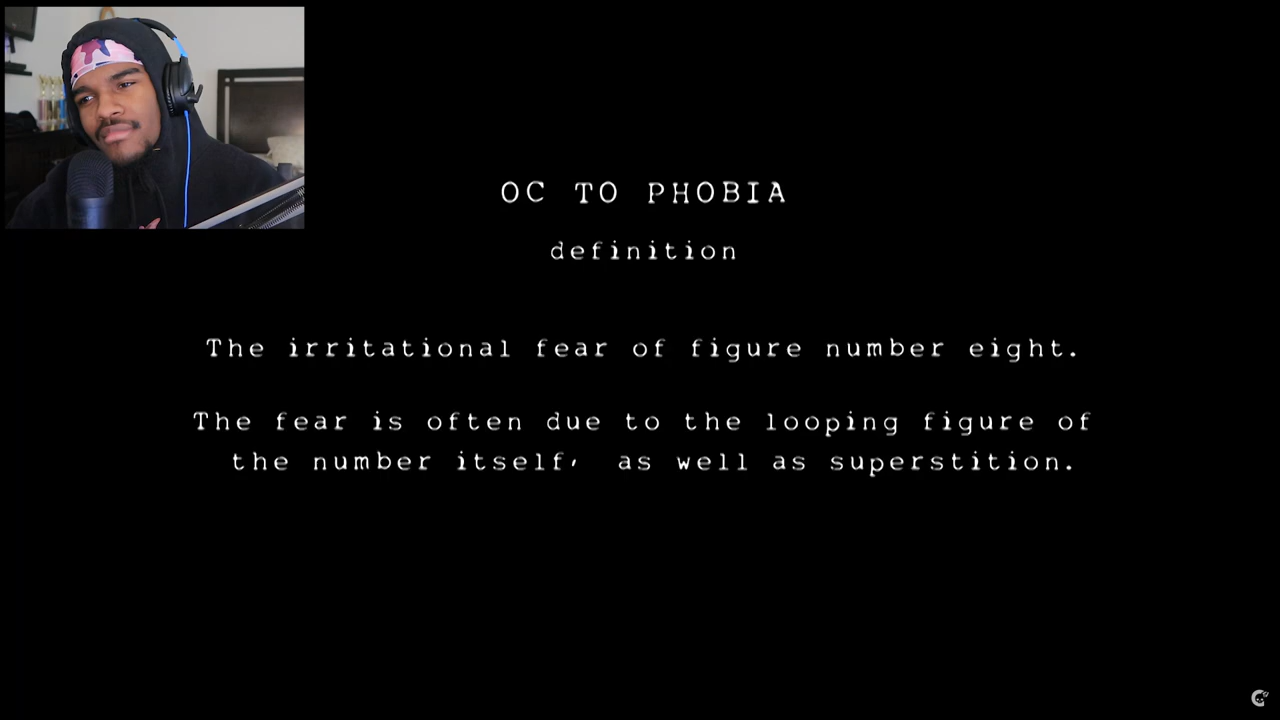 OC TO PHOBIA
definition
The irritational fear of figure number eight.
The fear is often due to the looping figure of
the number itself, as well as superstition.